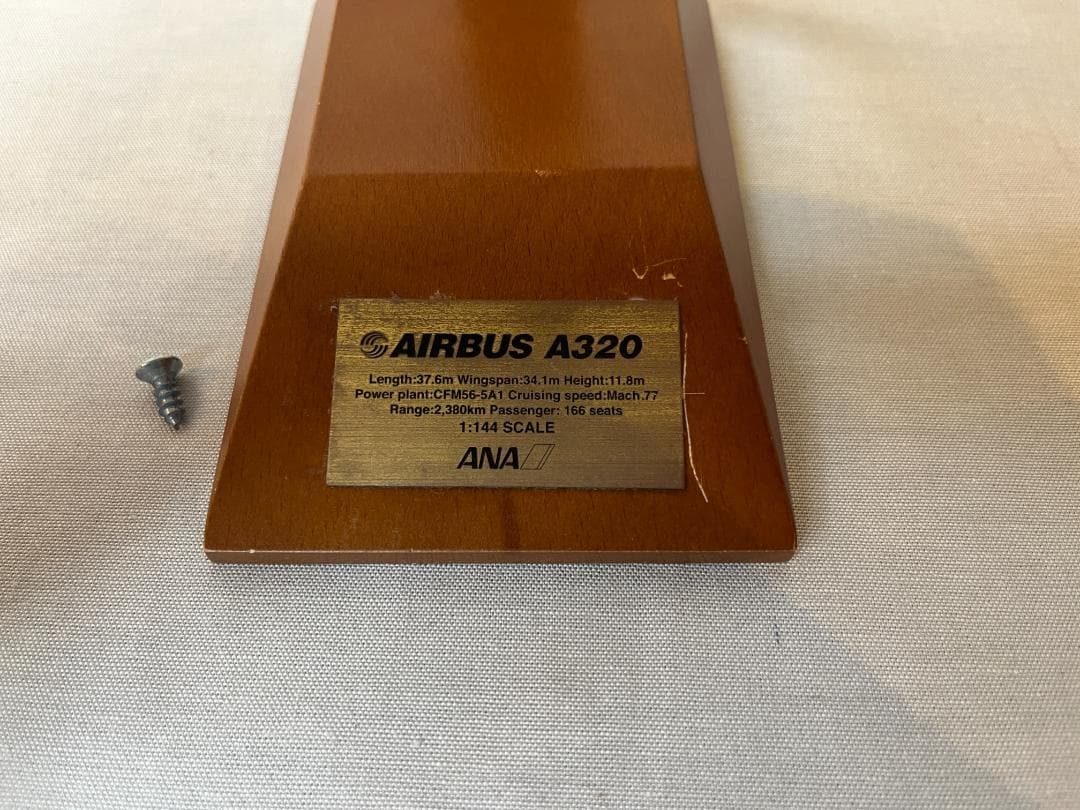 AIRBUS A320
Length:37.6m Wingspan:34.1m Height:11.8m
Power plant:CFM56-5A1 Cruising speed:Mach.77
Range:2,380km Passenger: 166 seats
1:144 SCALE
ANA